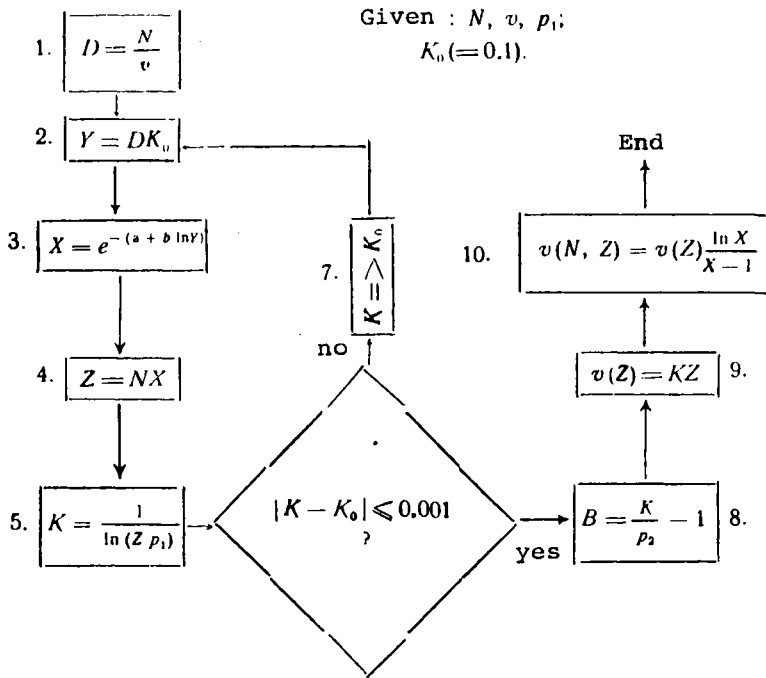 Given : N, v, p₁;
K₀(= 0.1).
1. D = N/v
2. Y = DK₀
3. X = e^-(a + b lnY)
4. Z = NX
5. K = 1/ln (Z p₁)
|K − K₀| ⩽ 0.001
?
no
7. K => K₀
yes
B = K/p₂ − 1 8.
v(Z) = KZ 9.
10. v(N, Z) = v(Z) ln X/X − 1
End